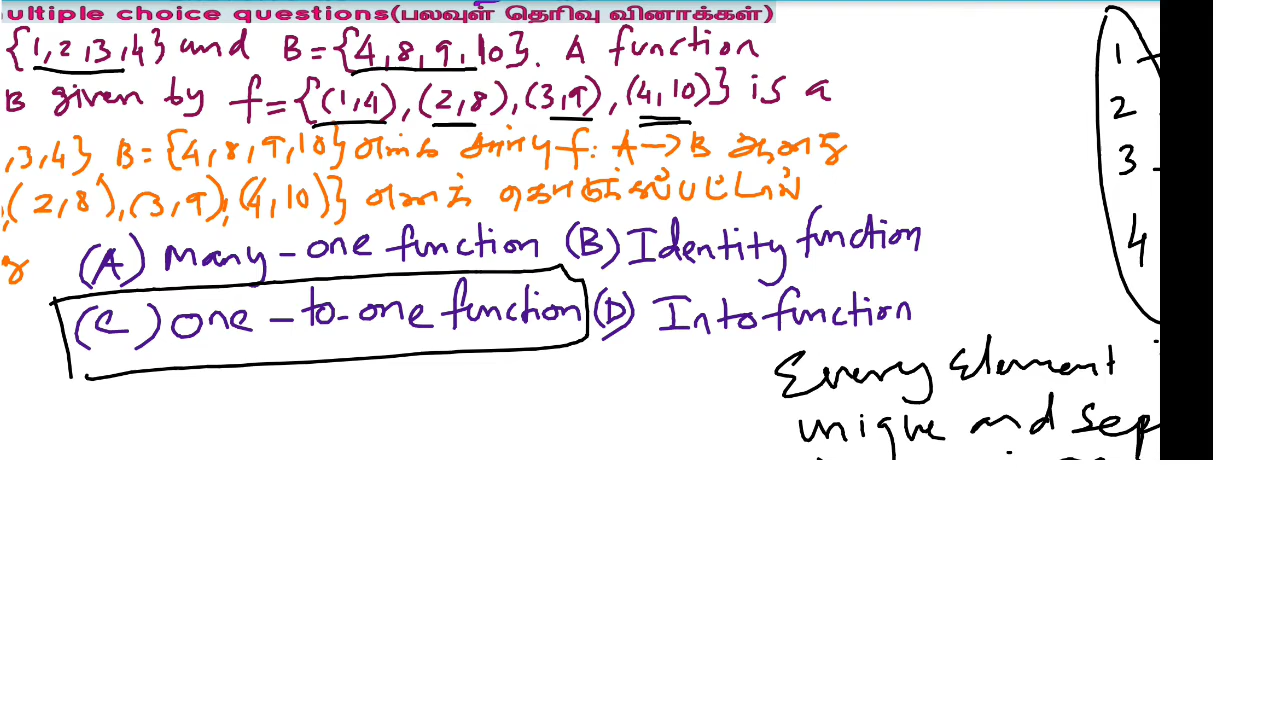 ultiple choice questions(பலவுள் தெரிவு வினாக்கள்)
{1,2,3,4} and B={4,8,9,10}. A function
B given by f={(1,4),(2,8),(3,9),(4,10)} is a
,3,4} B={4,8,9,10} என்க சார்பு f: A→B ஆனது
,(2,8),(3,9),(4,10)} எனக் கொடுக்கப்பட்டால்
(A) Many-one function (B) Identity function
(C) one-to-one function (D) Into function
1
2
3
4
Every Element
unique and sep